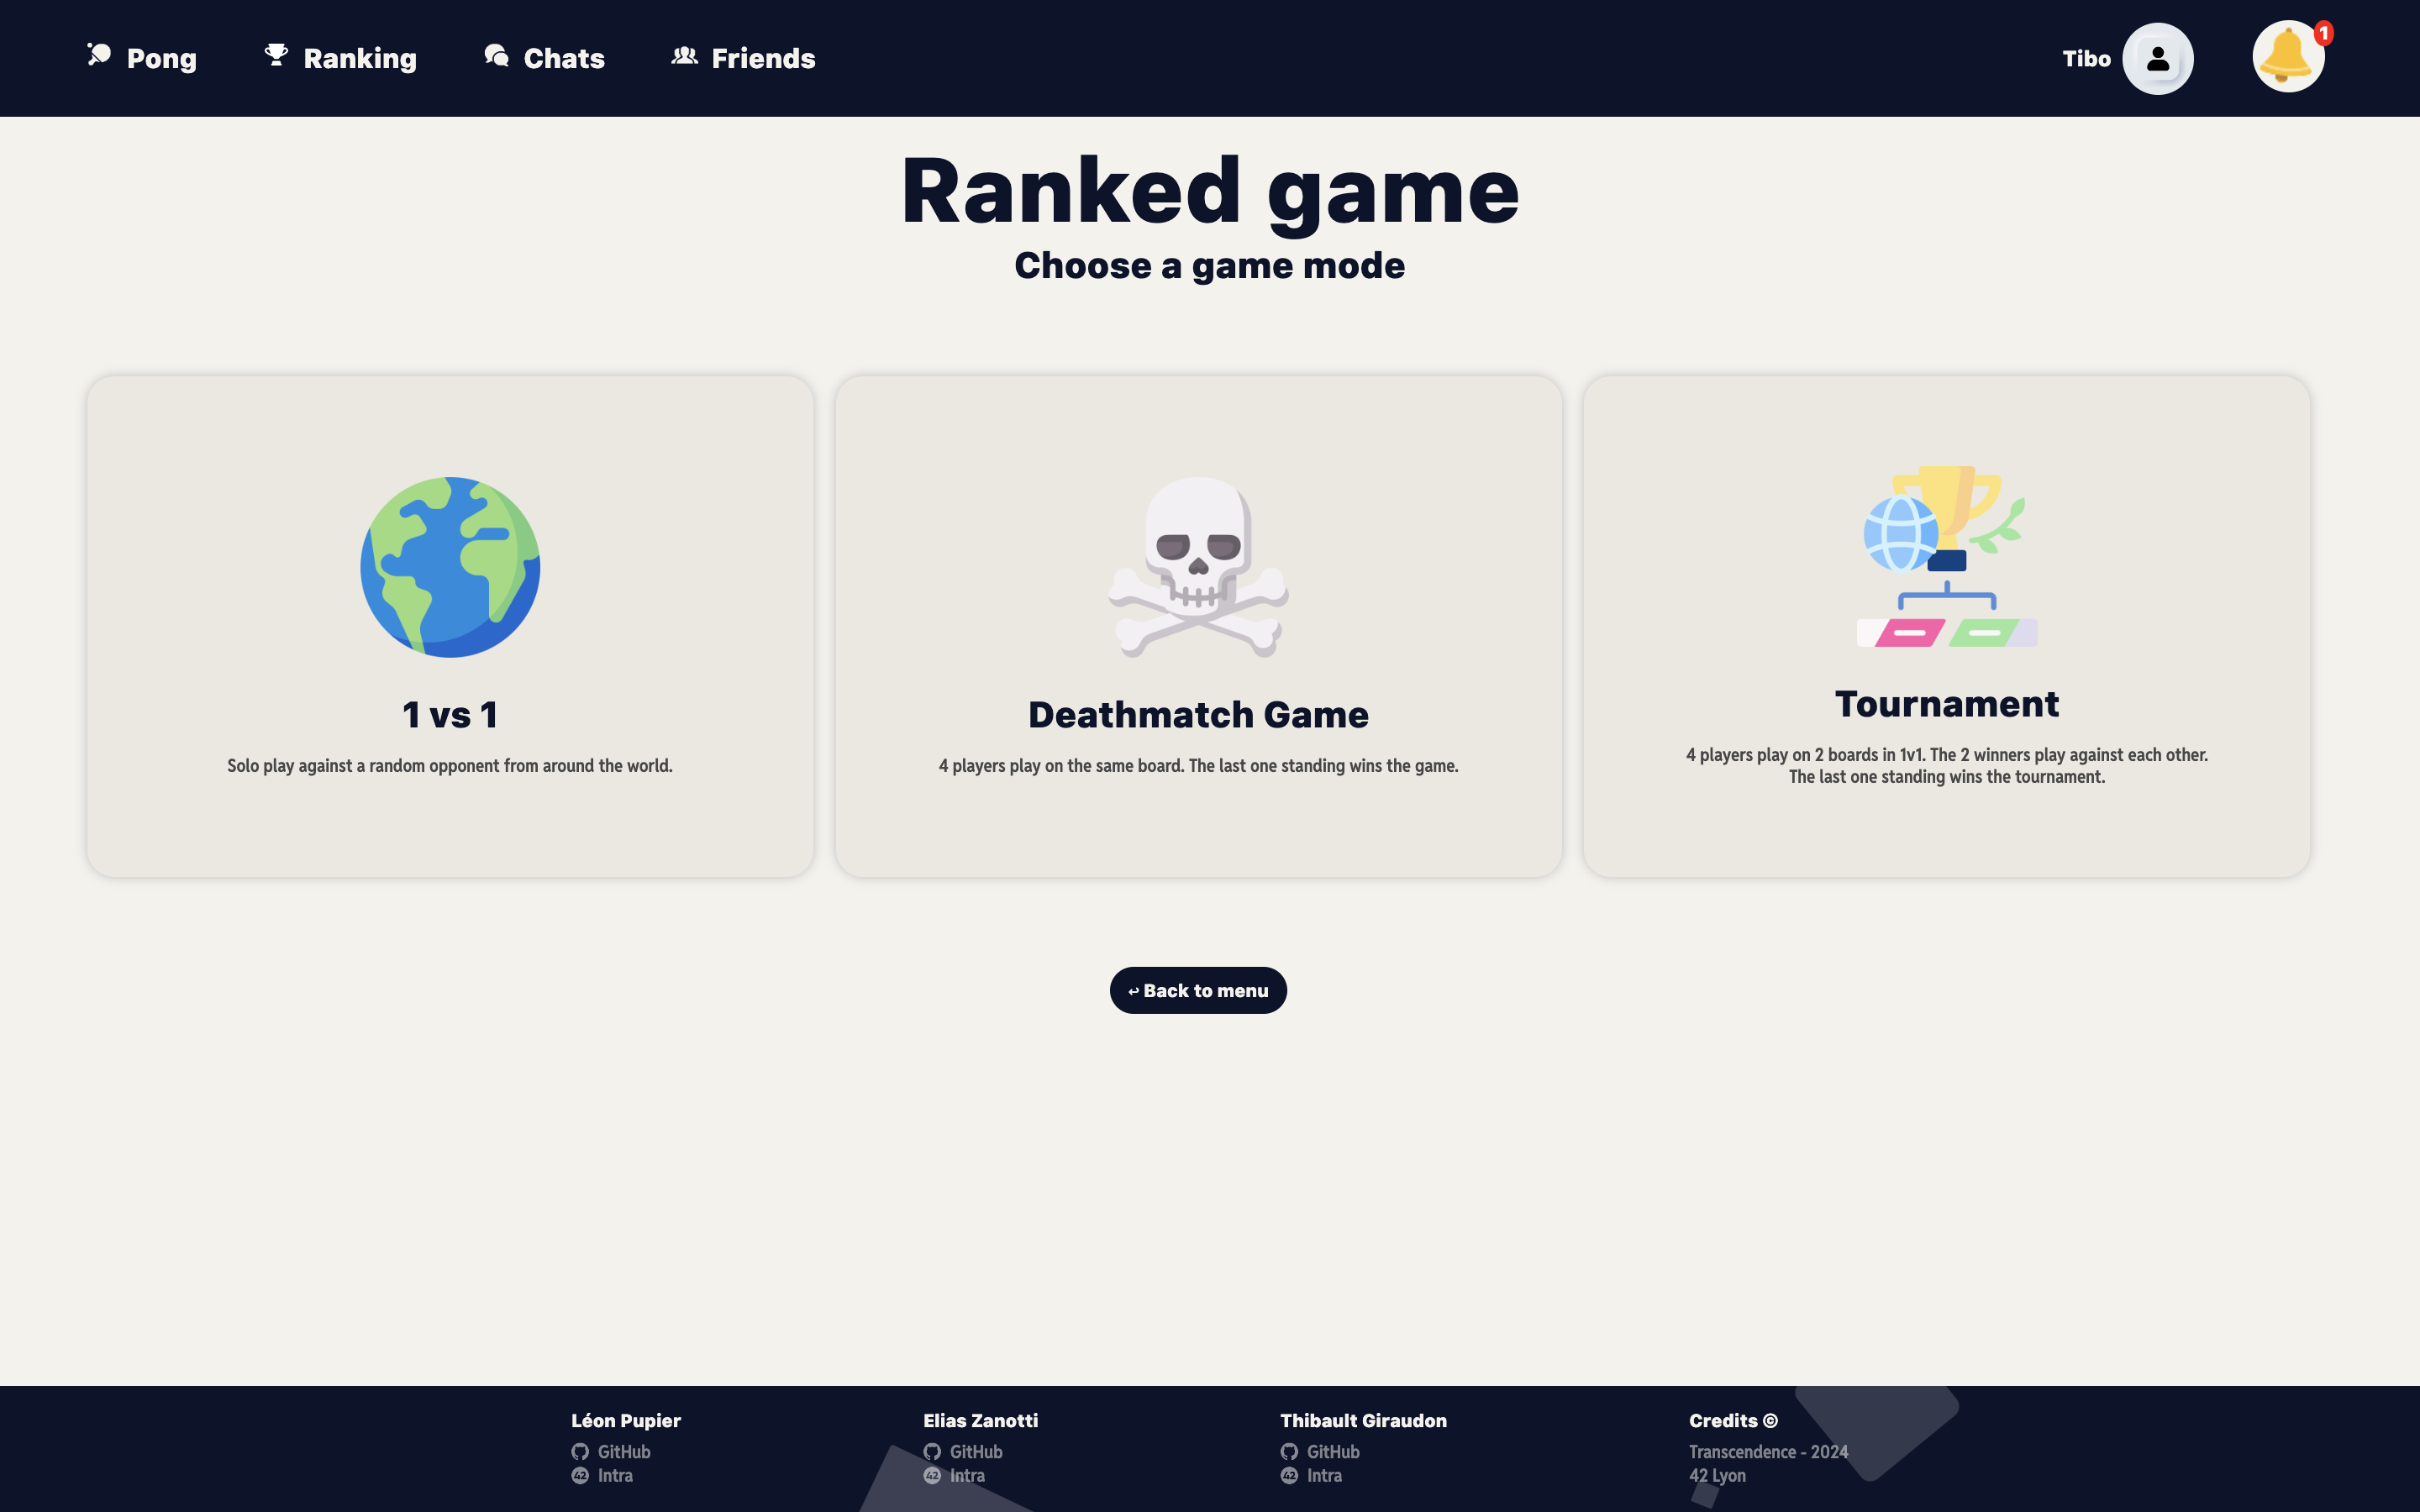 Pong
Ranking
Chats
Friends
Tibo
1
Ranked game
Choose a game mode
1 vs 1
Solo play against a random opponent from around the world.
Deathmatch Game
4 players play on the same board. The last one standing wins the game.
Tournament
4 players play on 2 boards in 1v1. The 2 winners play against each other.
The last one standing wins the tournament.
↩ Back to menu
Léon Pupier
GitHub
42 Intra
Elias Zanotti
GitHub
42 Intra
Thibault Giraudon
GitHub
42 Intra
Credits ©
Transcendence - 2024
42 Lyon